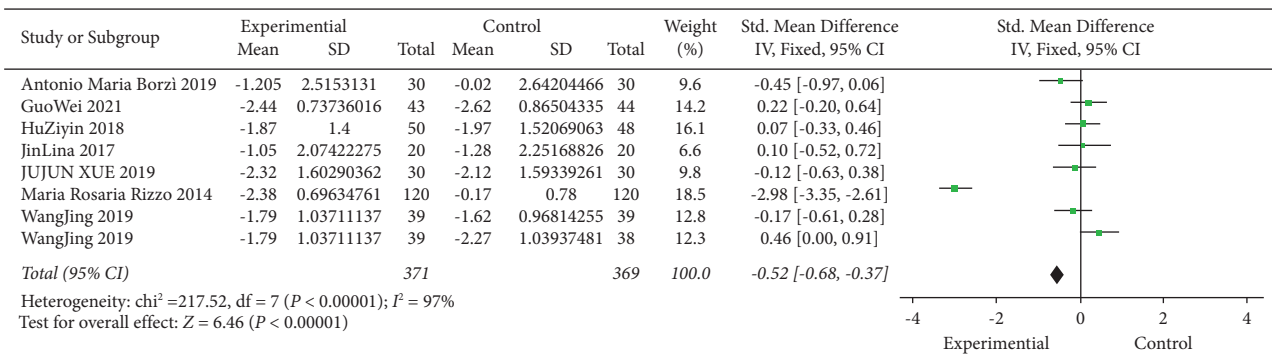 Study or Subgroup Experimental Control Weight Std. Mean Difference Std. Mean Difference
Mean SD Total Mean SD Total (%) IV, Fixed, 95% CI IV, Fixed, 95% CI
Antonio Maria Borzì 2019 -1.205 2.5153131 30 -0.02 2.64204466 30 9.6 -0.45 [-0.97, 0.06]
GuoWei 2021 -2.44 0.73736016 43 -2.62 0.86504335 44 14.2 0.22 [-0.20, 0.64]
HuZiyin 2018 -1.87 1.4 50 -1.97 1.52069063 48 16.1 0.07 [-0.33, 0.46]
JinLina 2017 -1.05 2.07422275 20 -1.28 2.25168826 20 6.6 0.10 [-0.52, 0.72]
JUJUN XUE 2019 -2.32 1.60290362 30 -2.12 1.59339261 30 9.8 -0.12 [-0.63, 0.38]
Maria Rosaria Rizzo 2014 -2.38 0.69634761 120 -0.17 0.78 120 18.5 -2.98 [-3.35, -2.61]
WangJing 2019 -1.79 1.03711137 39 -1.62 0.96814255 39 12.8 -0.17 [-0.61, 0.28]
WangJing 2019 -1.79 1.03711137 39 -2.27 1.03937481 38 12.3 0.46 [0.00, 0.91]
Total (95% CI) 371 369 100.0 -0.52 [-0.68, -0.37]
Heterogeneity: chi² =217.52, df = 7 (P < 0.00001); I² = 97%
Test for overall effect: Z = 6.46 (P < 0.00001)
-4 -2 0 2 4
Experimental Control